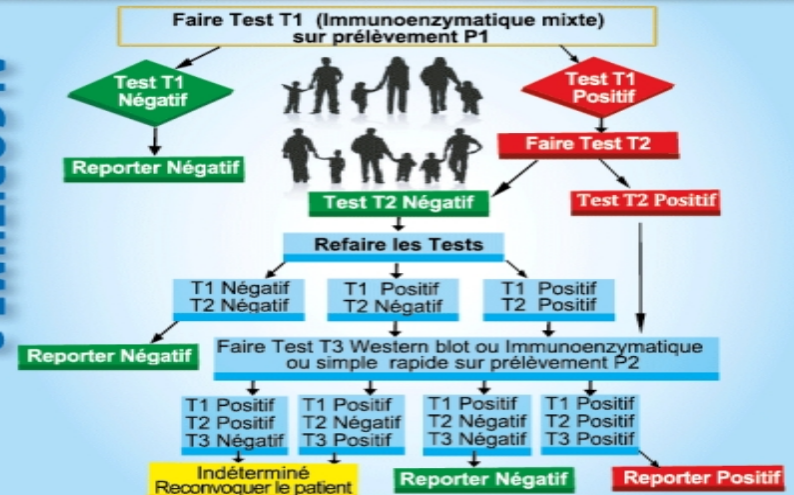 Faire Test T1 (Immunoenzymatique mixte)
sur prélèvement P1
Test T1
Négatif
Test T1
Positif
Reporter Négatif
Faire Test T2
Test T2 Négatif
Test T2 Positif
Refaire les Tests
T1 Négatif
T2 Négatif
T1 Positif
T2 Négatif
T1 Positif
T2 Positif
Reporter Négatif
Faire Test T3 Western blot ou Immunoenzymatique
ou simple rapide sur prélèvement P2
T1 Positif
T2 Positif
T3 Négatif
T1 Positif
T2 Négatif
T3 Positif
T1 Positif
T2 Négatif
T3 Négatif
T1 Positif
T2 Positif
T3 Positif
Indéterminé
Reconvoquer le patient
Reporter Négatif
Reporter Positif